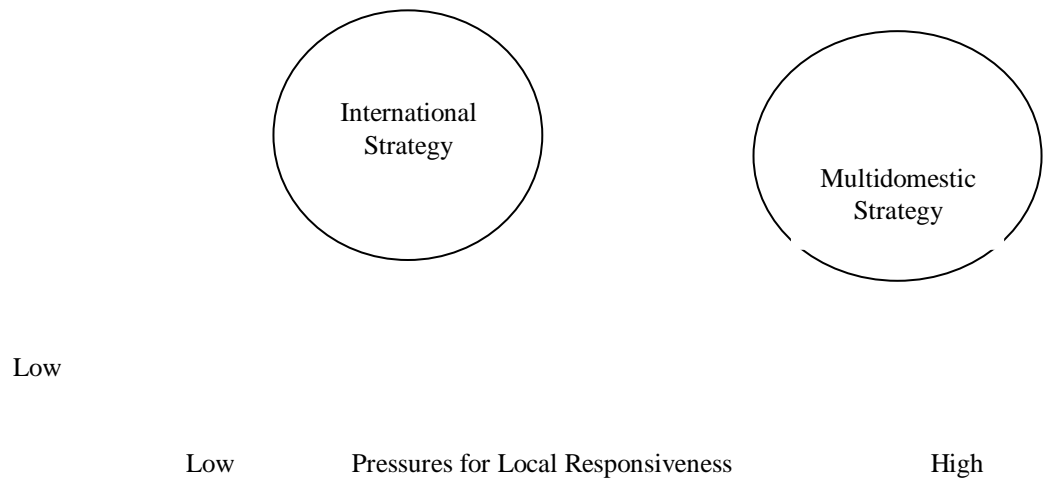 International
Strategy
Multidomestic
Strategy
Low
Low Pressures for Local Responsiveness High